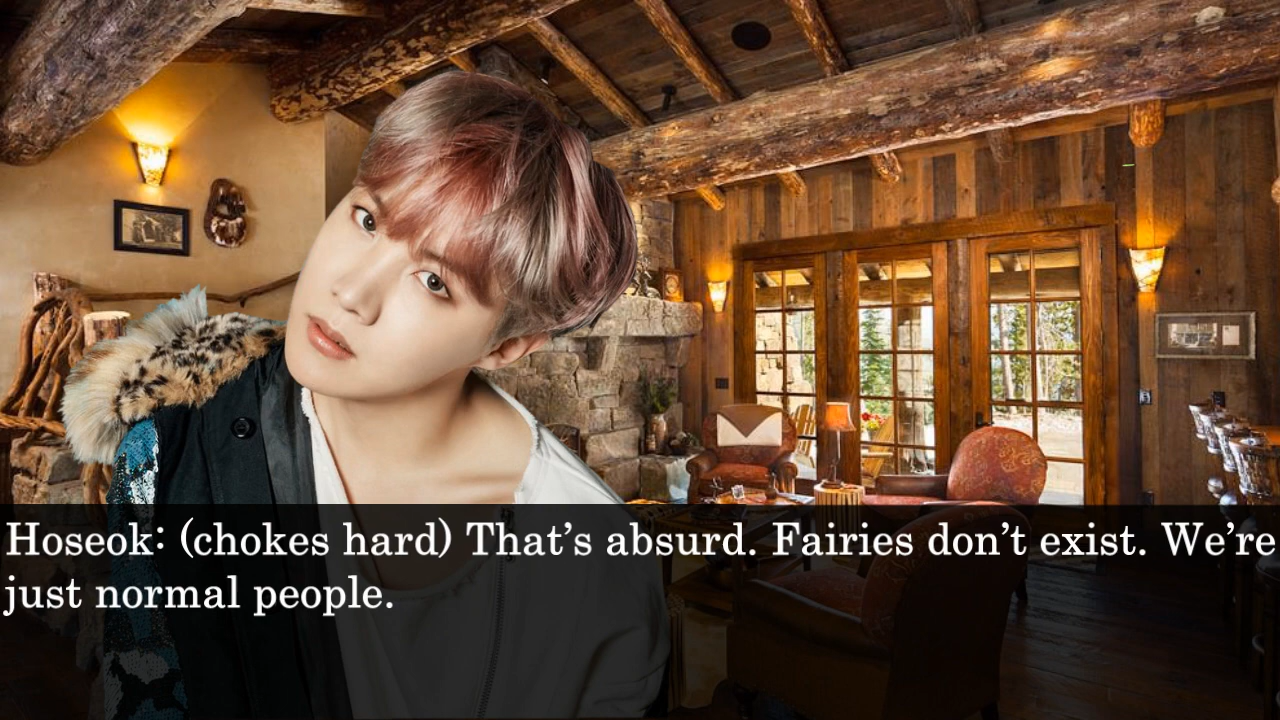 Hoseok: (chokes hard) That’s absurd. Fairies don’t exist. We’re
just normal people.